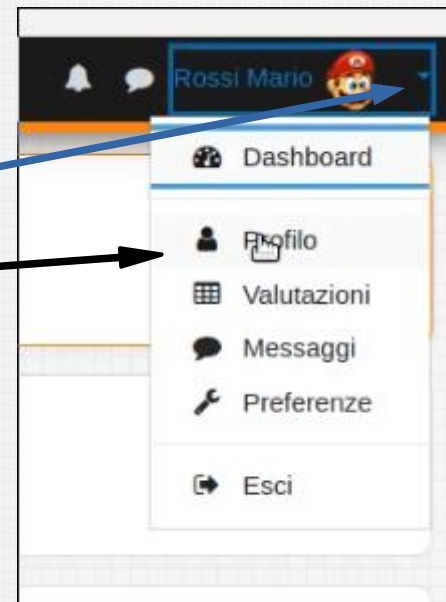 Rossi Mario
Dashboard
Profilo
Valutazioni
Messaggi
Preferenze
Esci